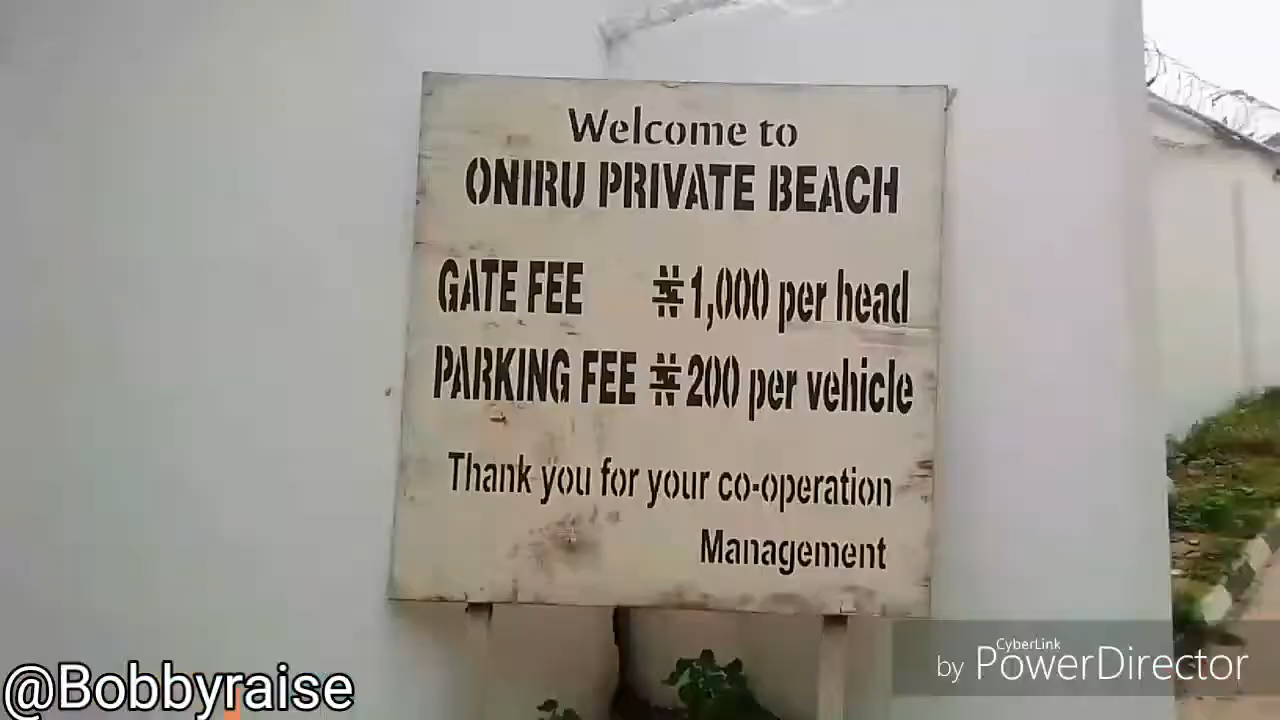 Welcome to
ONIRU PRIVATE BEACH
GATE FEE ₦1,000 per head
PARKING FEE ₦200 per vehicle
Thank you for your co-operation
Management
@Bobbyraise
CyberLink
by PowerDirector